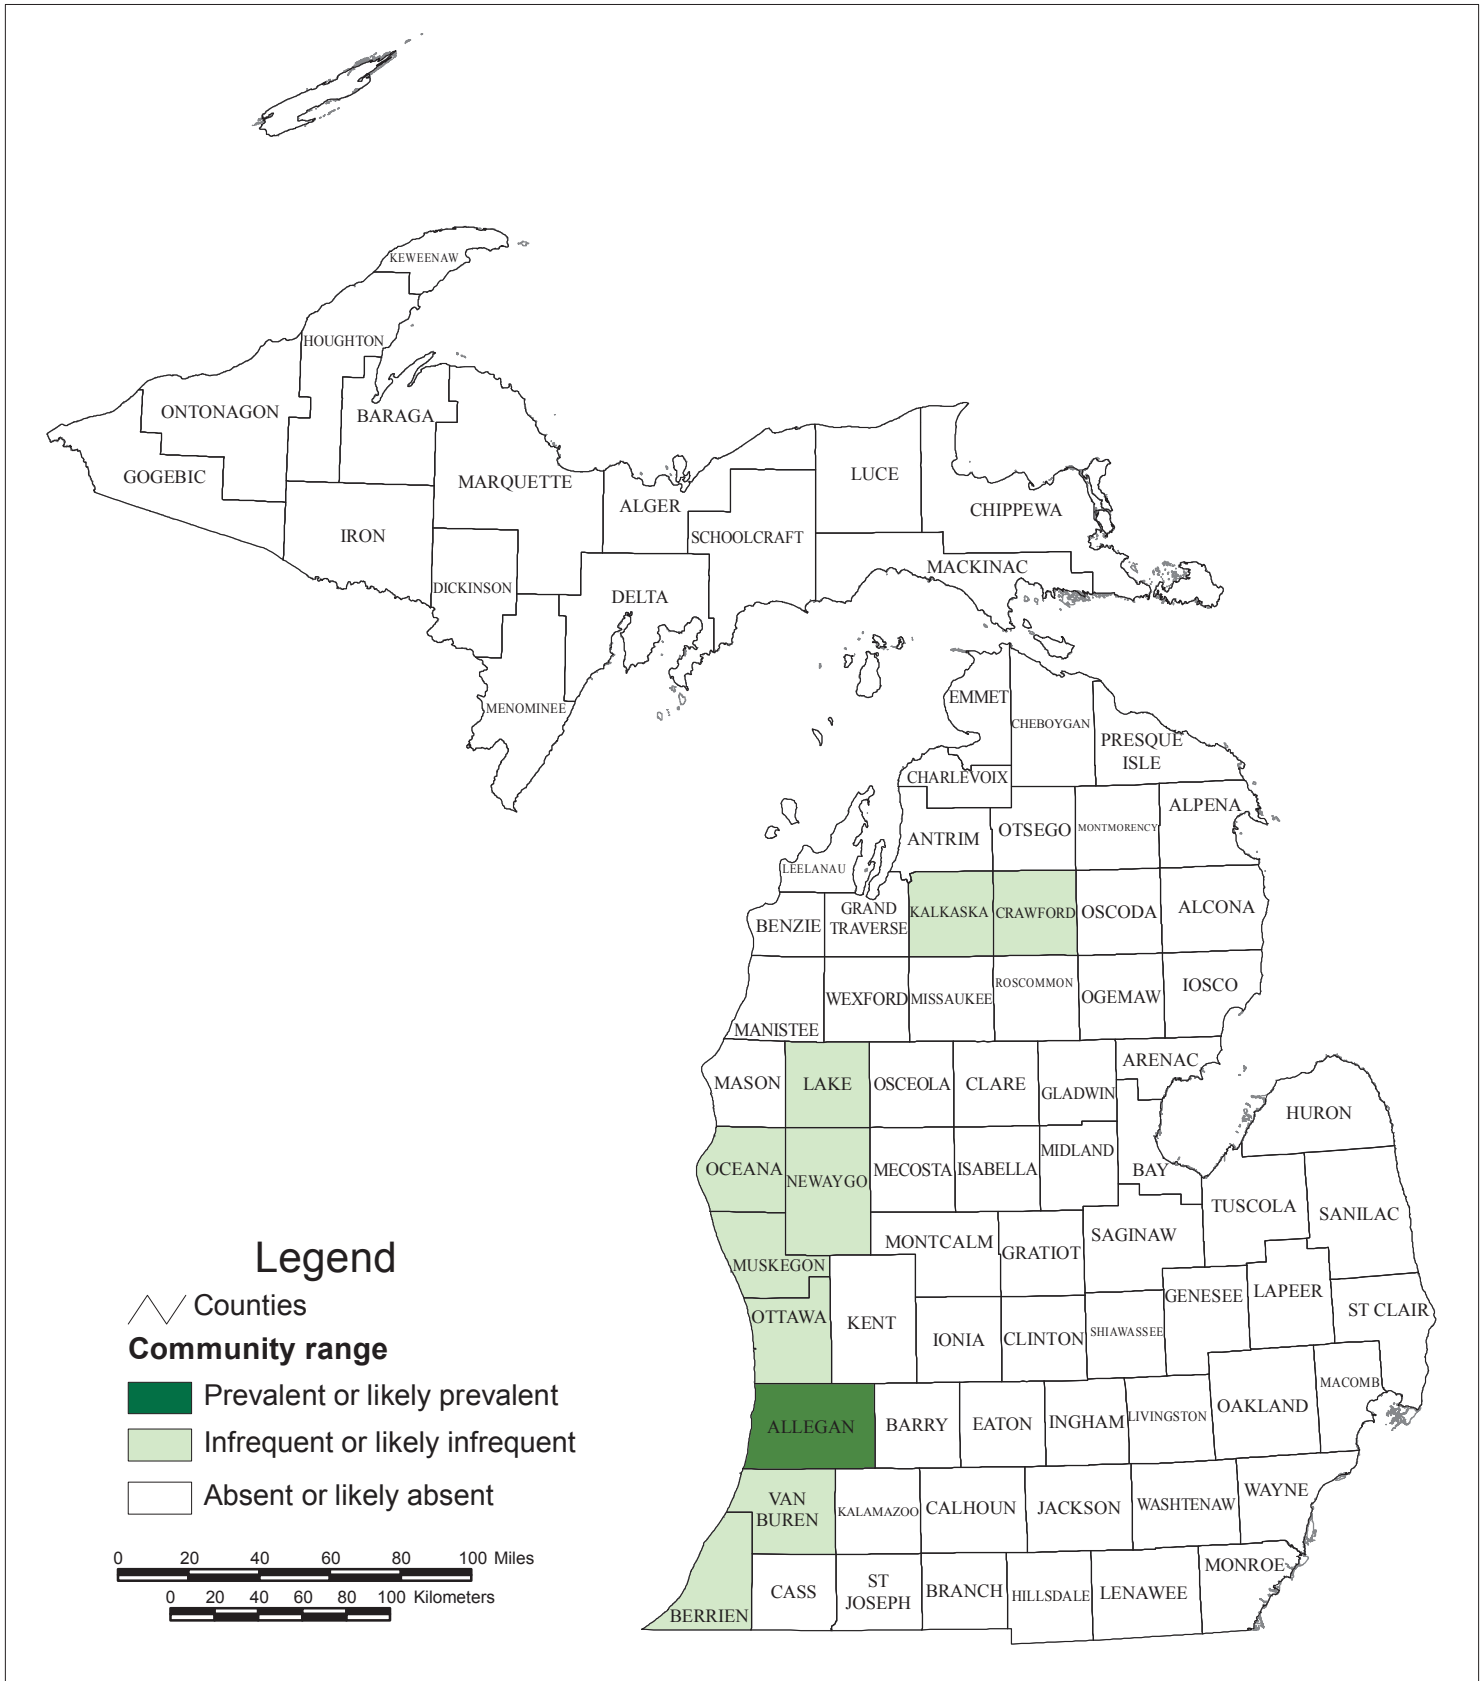 KEWEENAW
HOUGHTON
ONTONAGON
BARAGA
GOGEBIC
MARQUETTE
LUCE
ALGER
CHIPPEWA
IRON
SCHOOLCRAFT
MACKINAC
DICKINSON
DELTA
MENOMINEE
EMMET
CHEBOYGAN
PRESQUE
ISLE
CHARLEVOIX
ALPENA
ANTRIM
OTSEGO
MONTMORENCY
LEELANAU
BENZIE
GRAND
TRAVERSE
KALKASKA
CRAWFORD
OSCODA
ALCONA
MANISTEE
WEXFORD
MISSAUKEE
ROSCOMMON
OGEMAW
IOSCO
ARENAC
MASON
LAKE
OSCEOLA
CLARE
GLADWIN
HURON
OCEANA
NEWAYGO
MECOSTA
ISABELLA
MIDLAND
BAY
TUSCOLA
SANILAC
MONTCALM
GRATIOT
SAGINAW
MUSKEGON
GENESEE
LAPEER
ST CLAIR
OTTAWA
KENT
IONIA
CLINTON
SHIAWASSEE
MACOMB
OAKLAND
ALLEGAN
BARRY
EATON
INGHAM
LIVINGSTON
VAN
BUREN
KALAMAZOO
CALHOUN
JACKSON
WASHTENAW
WAYNE
BERRIEN
CASS
ST
JOSEPH
BRANCH
HILLSDALE
LENAWEE
MONROE
Legend
Counties
Community range
Prevalent or likely prevalent
Infrequent or likely infrequent
Absent or likely absent
0 20 40 60 80 100 Miles
0 20 40 60 80 100 Kilometers